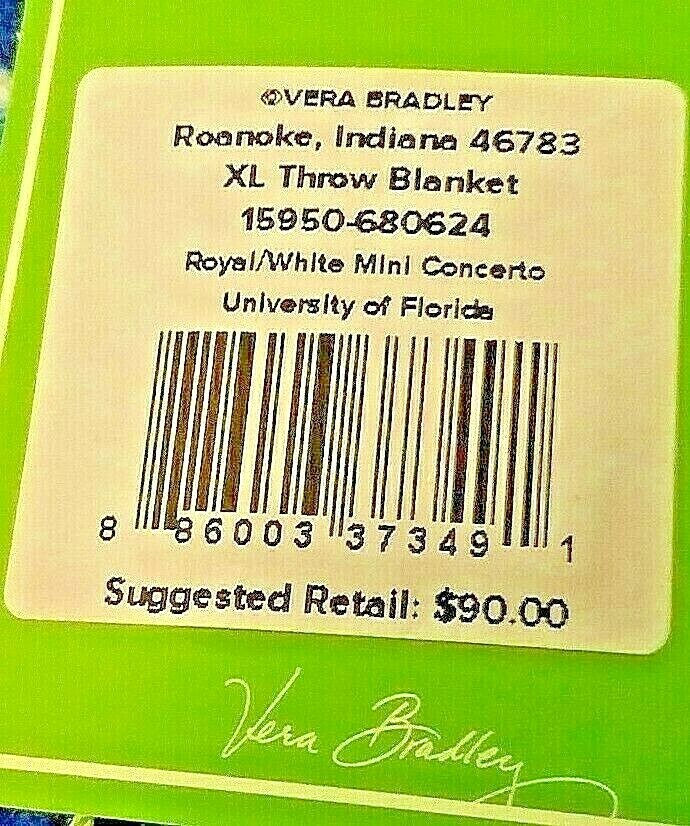 ©VERA BRADLEY
Roanoke, Indiana 46783
XL Throw Blanket
15950-680624
Royal/White Mini Concerto
University of Florida
8 86003 37349 1
Suggested Retail: $90.00
Vera Bradley